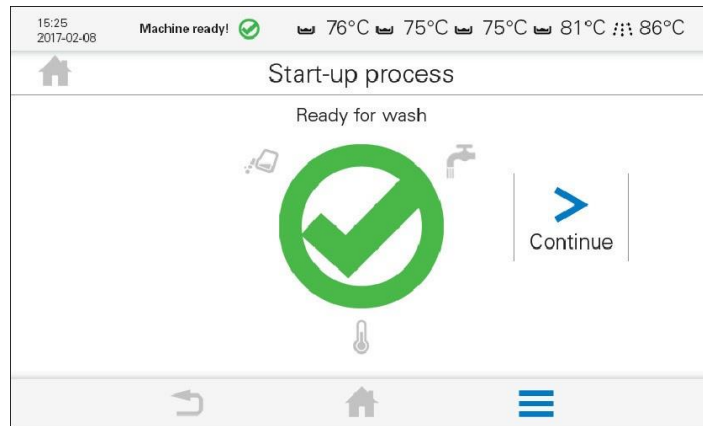 15:25
2017-02-08
Machine ready!
76°C 75°C 75°C 81°C 86°C
Start-up process
Ready for wash
Continue